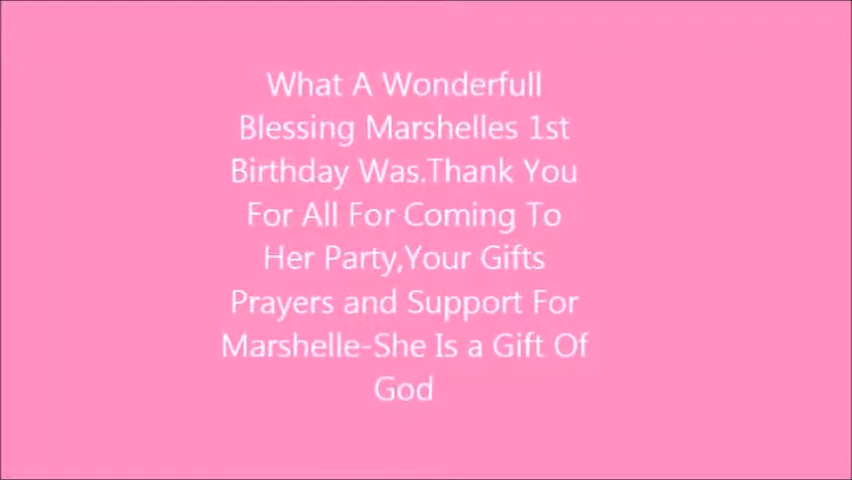 What A Wonderfull
Blessing Marshelles 1st
Birthday Was.Thank You
For All For Coming To
Her Party,Your Gifts
Prayers and Support For
Marshelle-She Is a Gift Of
God